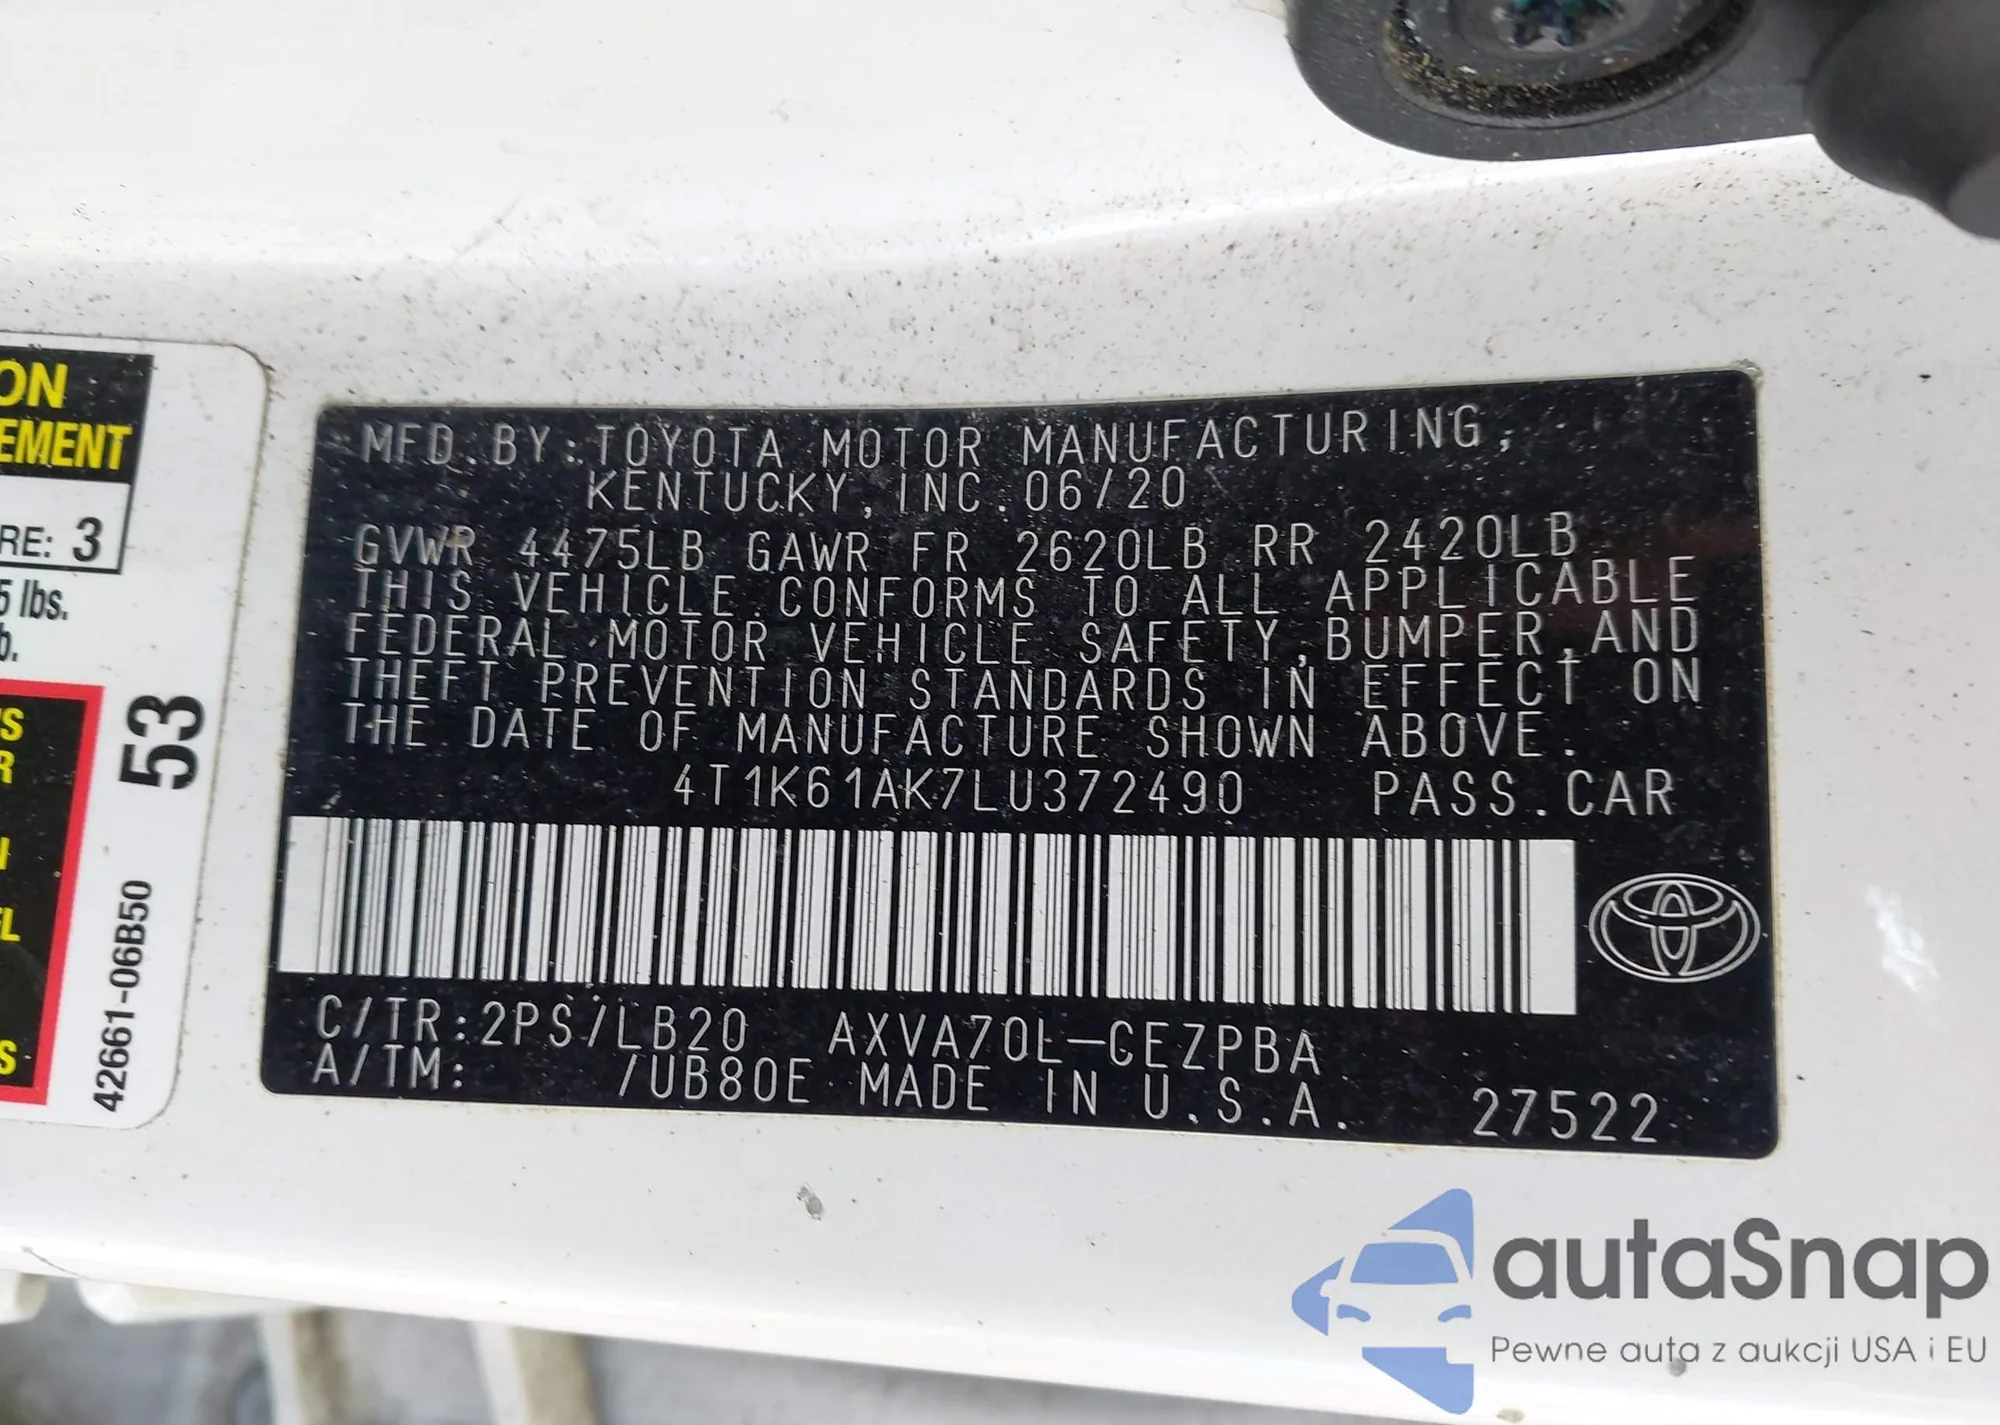 ON
EMENT
RE: 3
5 lbs.
b.
'S
R
EL
S
53
42661-06B50
MFD.BY:TOYOTA MOTOR MANUFACTURING,
KENTUCKY,INC.06/20
GVWR 4475LB GAWR FR 2620LB RR 2420LB
THIS VEHICLE CONFORMS TO ALL APPLICABLE
FEDERAL MOTOR VEHICLE SAFETY,BUMPER,AND
THEFT PREVENTION STANDARDS IN EFFECT ON
THE DATE OF MANUFACTURE SHOWN ABOVE.
4T1K61AK7LU372490 PASS.CAR
C/TR:2PS/LB20 AXVA70L-CEZPBA
A/TM: /UB80E MADE IN U.S.A. 27522
autaSnap
Pewne auta z aukcji USA i EU